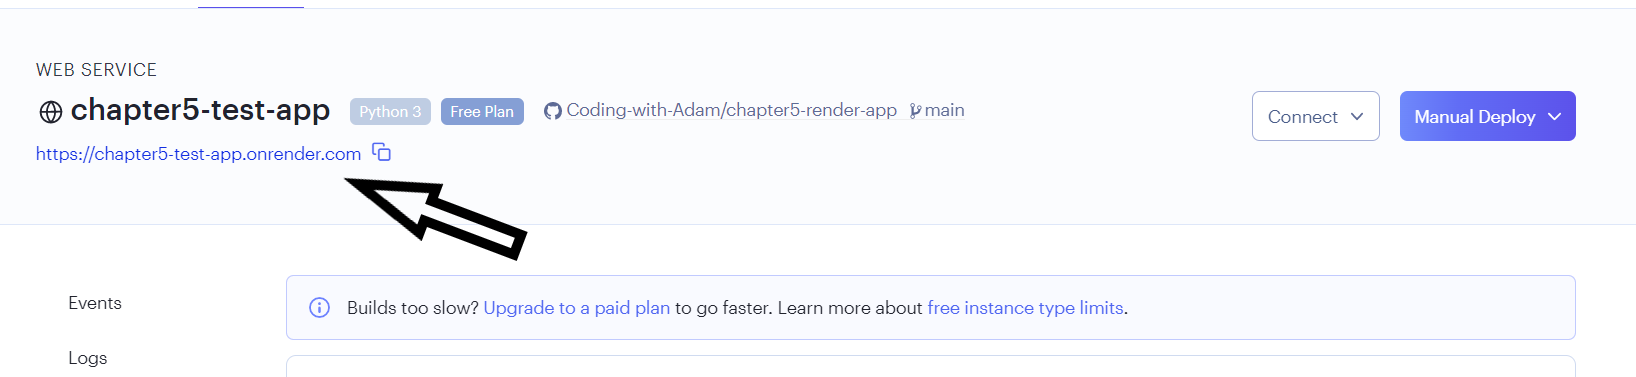 WEB SERVICE
chapter5-test-app Python 3 Free Plan Coding-with-Adam/chapter5-render-app main
https://chapter5-test-app.onrender.com
Connect
Manual Deploy
Events
Logs
Builds too slow? Upgrade to a paid plan to go faster. Learn more about free instance type limits.